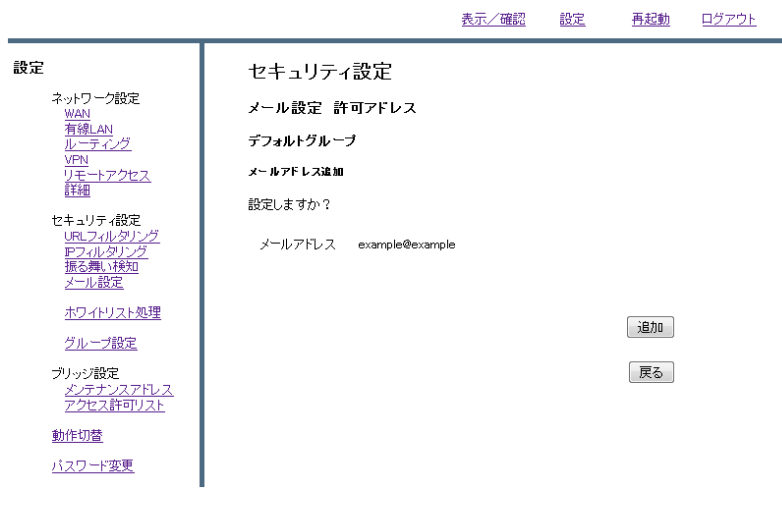 表示／確認 設定 再起動 ログアウト
設定
ネットワーク設定
WAN
有線LAN
ルーティング
VPN
リモートアクセス
詳細
セキュリティ設定
URLフィルタリング
IPフィルタリング
振る舞い検知
メール設定
ホワイトリスト処理
グループ設定
ブリッジ設定
メンテナンスアドレス
アクセス許可リスト
動作切替
パスワード変更
セキュリティ設定
メール設定 許可アドレス
デフォルトグループ
メールアドレス追加
設定しますか？
メールアドレス example@example
追加
戻る